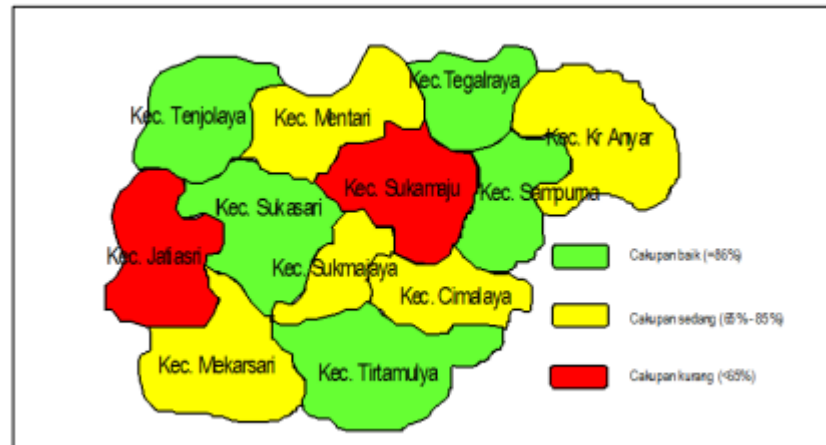 Kec. Tegalraya
Kec. Tenjolaya
Kec. Mentari
Kec. Kr Anyar
Kec. Sukamaju
Kec. Sampurna
Kec. Sukasari
Kec. Jatiasri
Kec. Sukmajaya
Kec. Cimalaya
Kec. Mekarsari
Kec. Tirtamulya
Cakupan baik (=86%)
Cakupan sedang (65% - 85%)
Cakupan kurang (<65%)